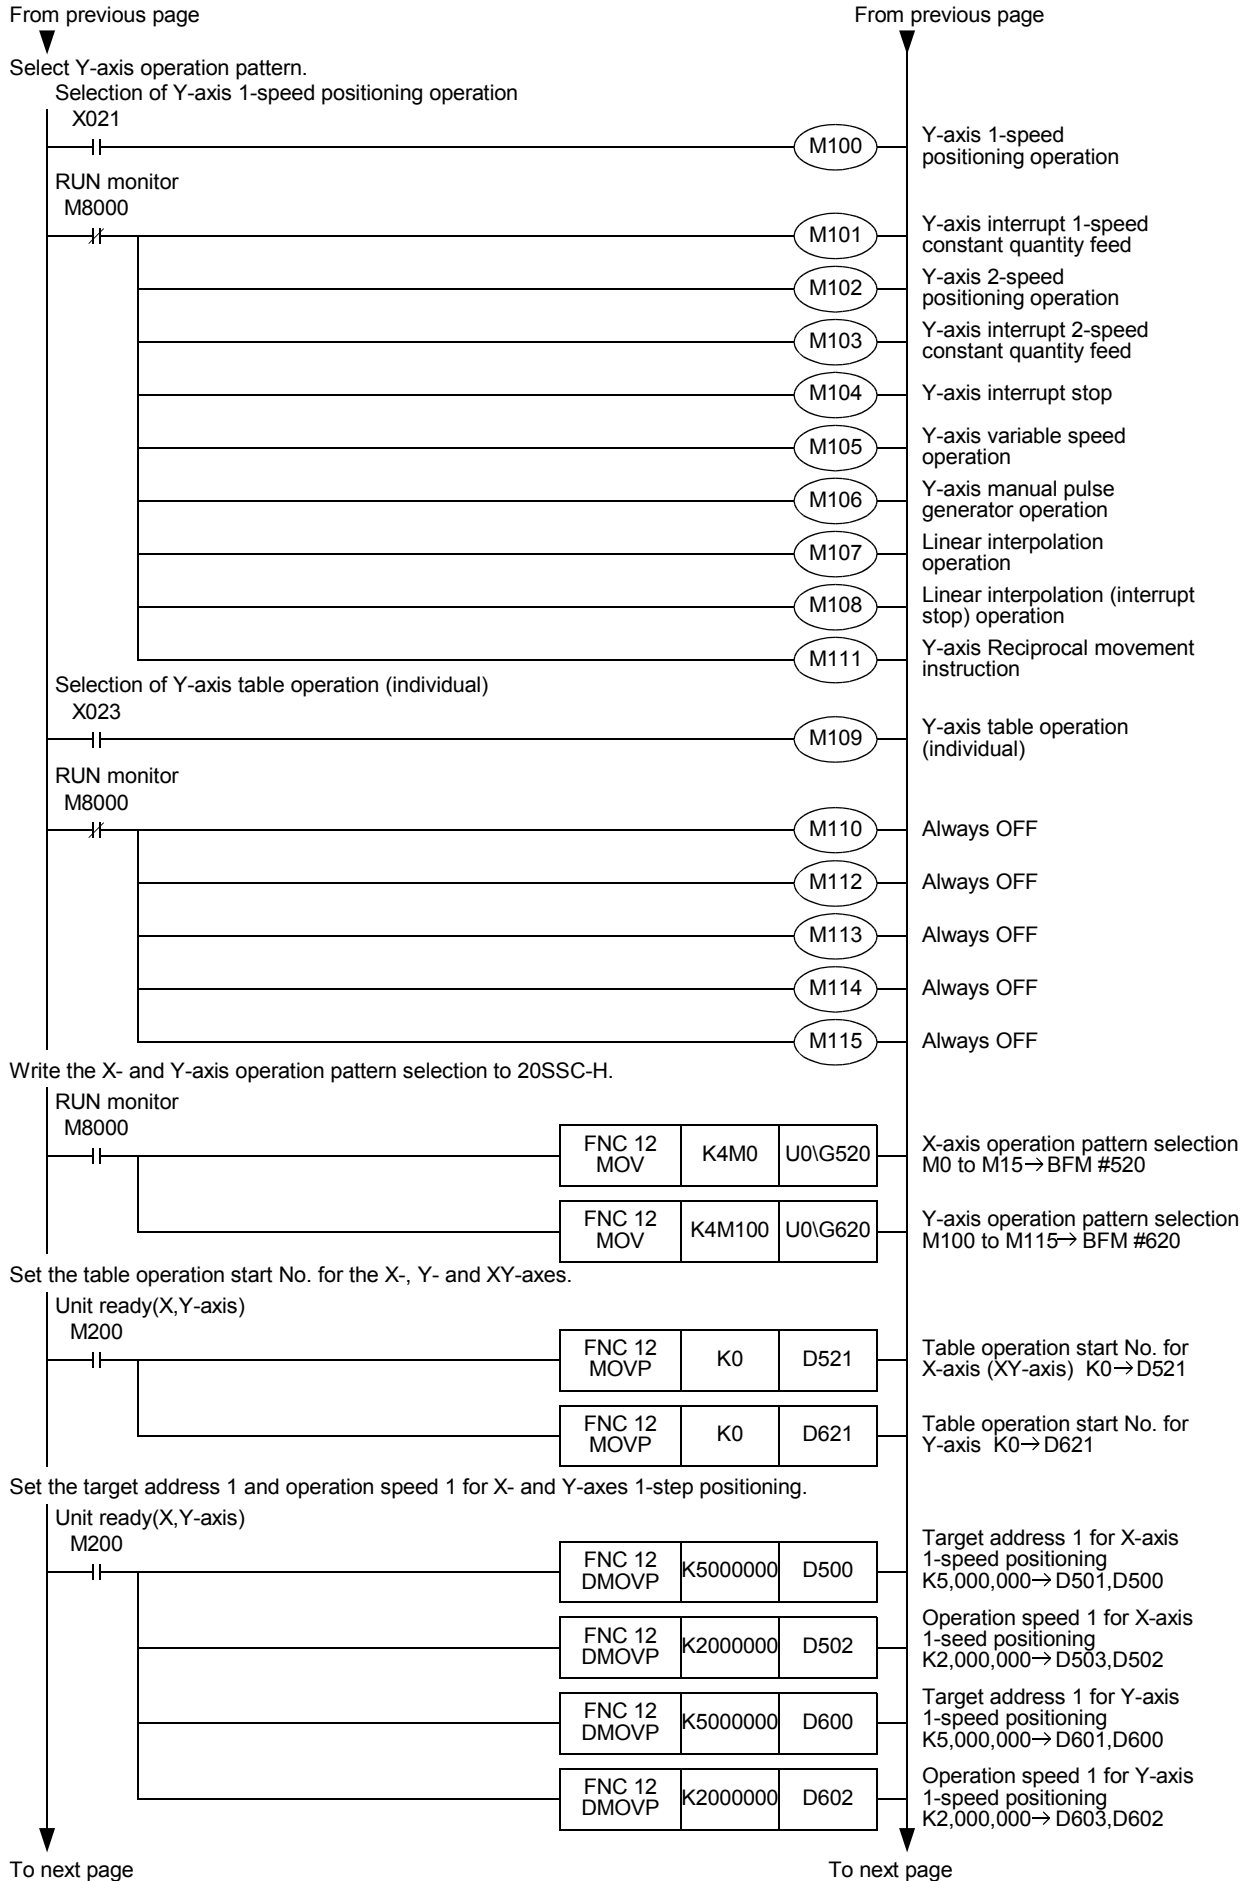 From previous page
From previous page
Select Y-axis operation pattern.
Selection of Y-axis 1-speed positioning operation
X021
M100
Y-axis 1-speed
positioning operation
RUN monitor
M8000
M101
Y-axis interrupt 1-speed
constant quantity feed
M102
Y-axis 2-speed
positioning operation
M103
Y-axis interrupt 2-speed
constant quantity feed
M104
Y-axis interrupt stop
M105
Y-axis variable speed
operation
M106
Y-axis manual pulse
generator operation
M107
Linear interpolation
operation
M108
Linear interpolation (interrupt
stop) operation
M111
Y-axis Reciprocal movement
instruction
Selection of Y-axis table operation (individual)
X023
M109
Y-axis table operation
(individual)
RUN monitor
M8000
M110
Always OFF
M112
Always OFF
M113
Always OFF
M114
Always OFF
M115
Always OFF
Write the X- and Y-axis operation pattern selection to 20SSC-H.
RUN monitor
M8000
FNC 12
MOV
K4M0
U0\G520
X-axis operation pattern selection
M0 to M15→BFM #520
FNC 12
MOV
K4M100
U0\G620
Y-axis operation pattern selection
M100 to M115→ BFM #620
Set the table operation start No. for the X-, Y- and XY-axes.
Unit ready(X,Y-axis)
M200
FNC 12
MOVP
K0
D521
Table operation start No. for
X-axis (XY-axis) K0→D521
FNC 12
MOVP
K0
D621
Table operation start No. for
Y-axis K0→D621
Set the target address 1 and operation speed 1 for X- and Y-axes 1-step positioning.
Unit ready(X,Y-axis)
M200
FNC 12
DMOVP
K5000000
D500
Target address 1 for X-axis
1-speed positioning
K5,000,000→D501,D500
FNC 12
DMOVP
K2000000
D502
Operation speed 1 for X-axis
1-seed positioning
K2,000,000→D503,D502
FNC 12
DMOVP
K5000000
D600
Target address 1 for Y-axis
1-speed positioning
K5,000,000→D601,D600
FNC 12
DMOVP
K2000000
D602
Operation speed 1 for Y-axis
1-speed positioning
K2,000,000→D603,D602
To next page
To next page